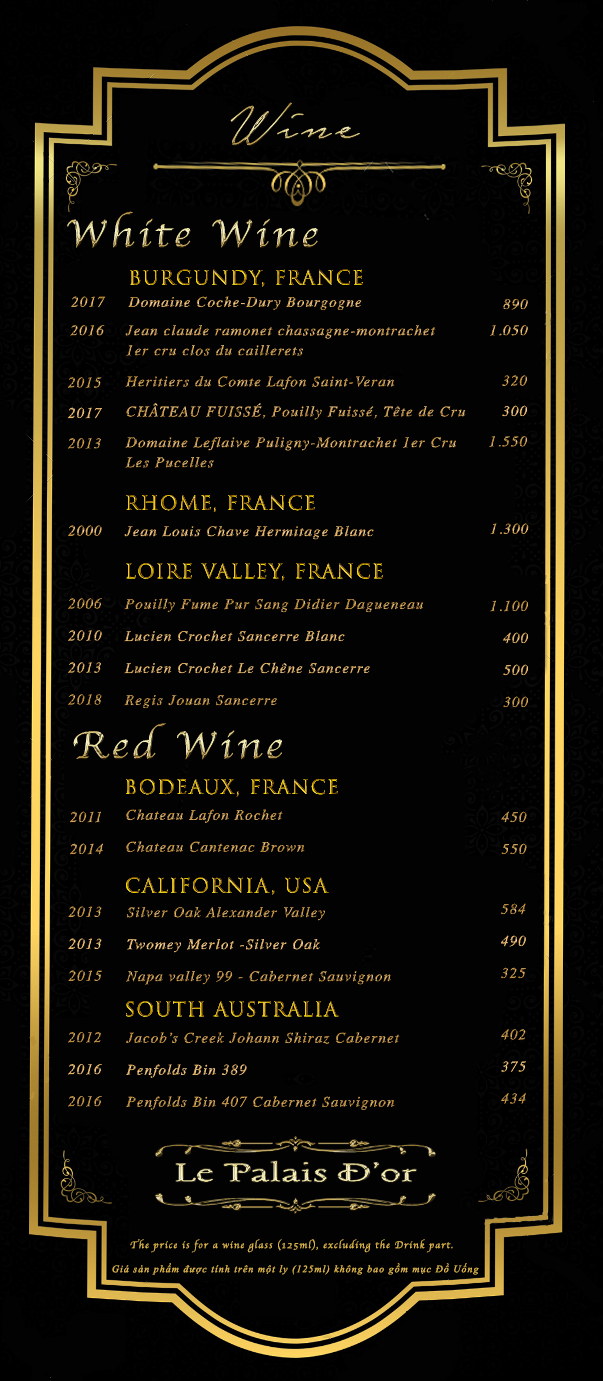 Wine
White Wine
BURGUNDY, FRANCE
2017 Domaine Coche-Dury Bourgogne 890
2016 Jean claude ramonet chassagne-montrachet 1.050
1er cru clos du caillerets
2015 Heritiers du Comte Lafon Saint-Veran 320
2017 CHÂTEAU FUISSÉ, Pouilly Fuissé, Tête de Cru 300
2013 Domaine Leflaive Puligny-Montrachet 1er Cru 1.550
Les Pucelles
RHOME, FRANCE
2000 Jean Louis Chave Hermitage Blanc 1.300
LOIRE VALLEY, FRANCE
2006 Pouilly Fume Pur Sang Didier Dagueneau 1.100
2010 Lucien Crochet Sancerre Blanc 400
2013 Lucien Crochet Le Chêne Sancerre 500
2018 Regis Jouan Sancerre 300
Red Wine
BODEAUX, FRANCE
2011 Chateau Lafon Rochet 450
2014 Chateau Cantenac Brown 550
CALIFORNIA, USA
2013 Silver Oak Alexander Valley 584
2013 Twomey Merlot -Silver Oak 490
2015 Napa valley 99 - Cabernet Sauvignon 325
SOUTH AUSTRALIA
2012 Jacob's Creek Johann Shiraz Cabernet 402
2016 Penfolds Bin 389 375
2016 Penfolds Bin 407 Cabernet Sauvignon 434
Le Palais D'or
The price is for a wine glass (125ml), excluding the Drink part.
Giá sản phẩm được tính trên một ly (125ml) không bao gồm mục Đồ Uống